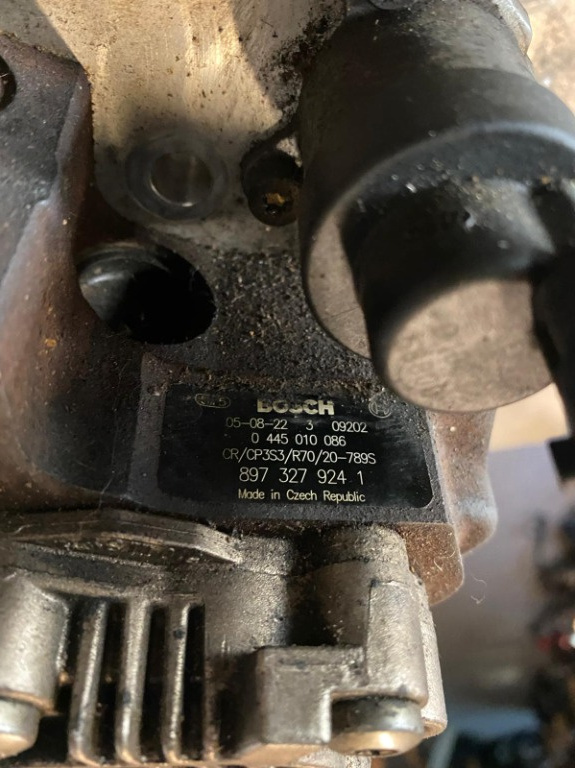 BOSCH
05-08-22 3 09202
0 445 010 086
CR/CP3S3/R70/20-789S
897 327 924 1
Made in Czech Republic